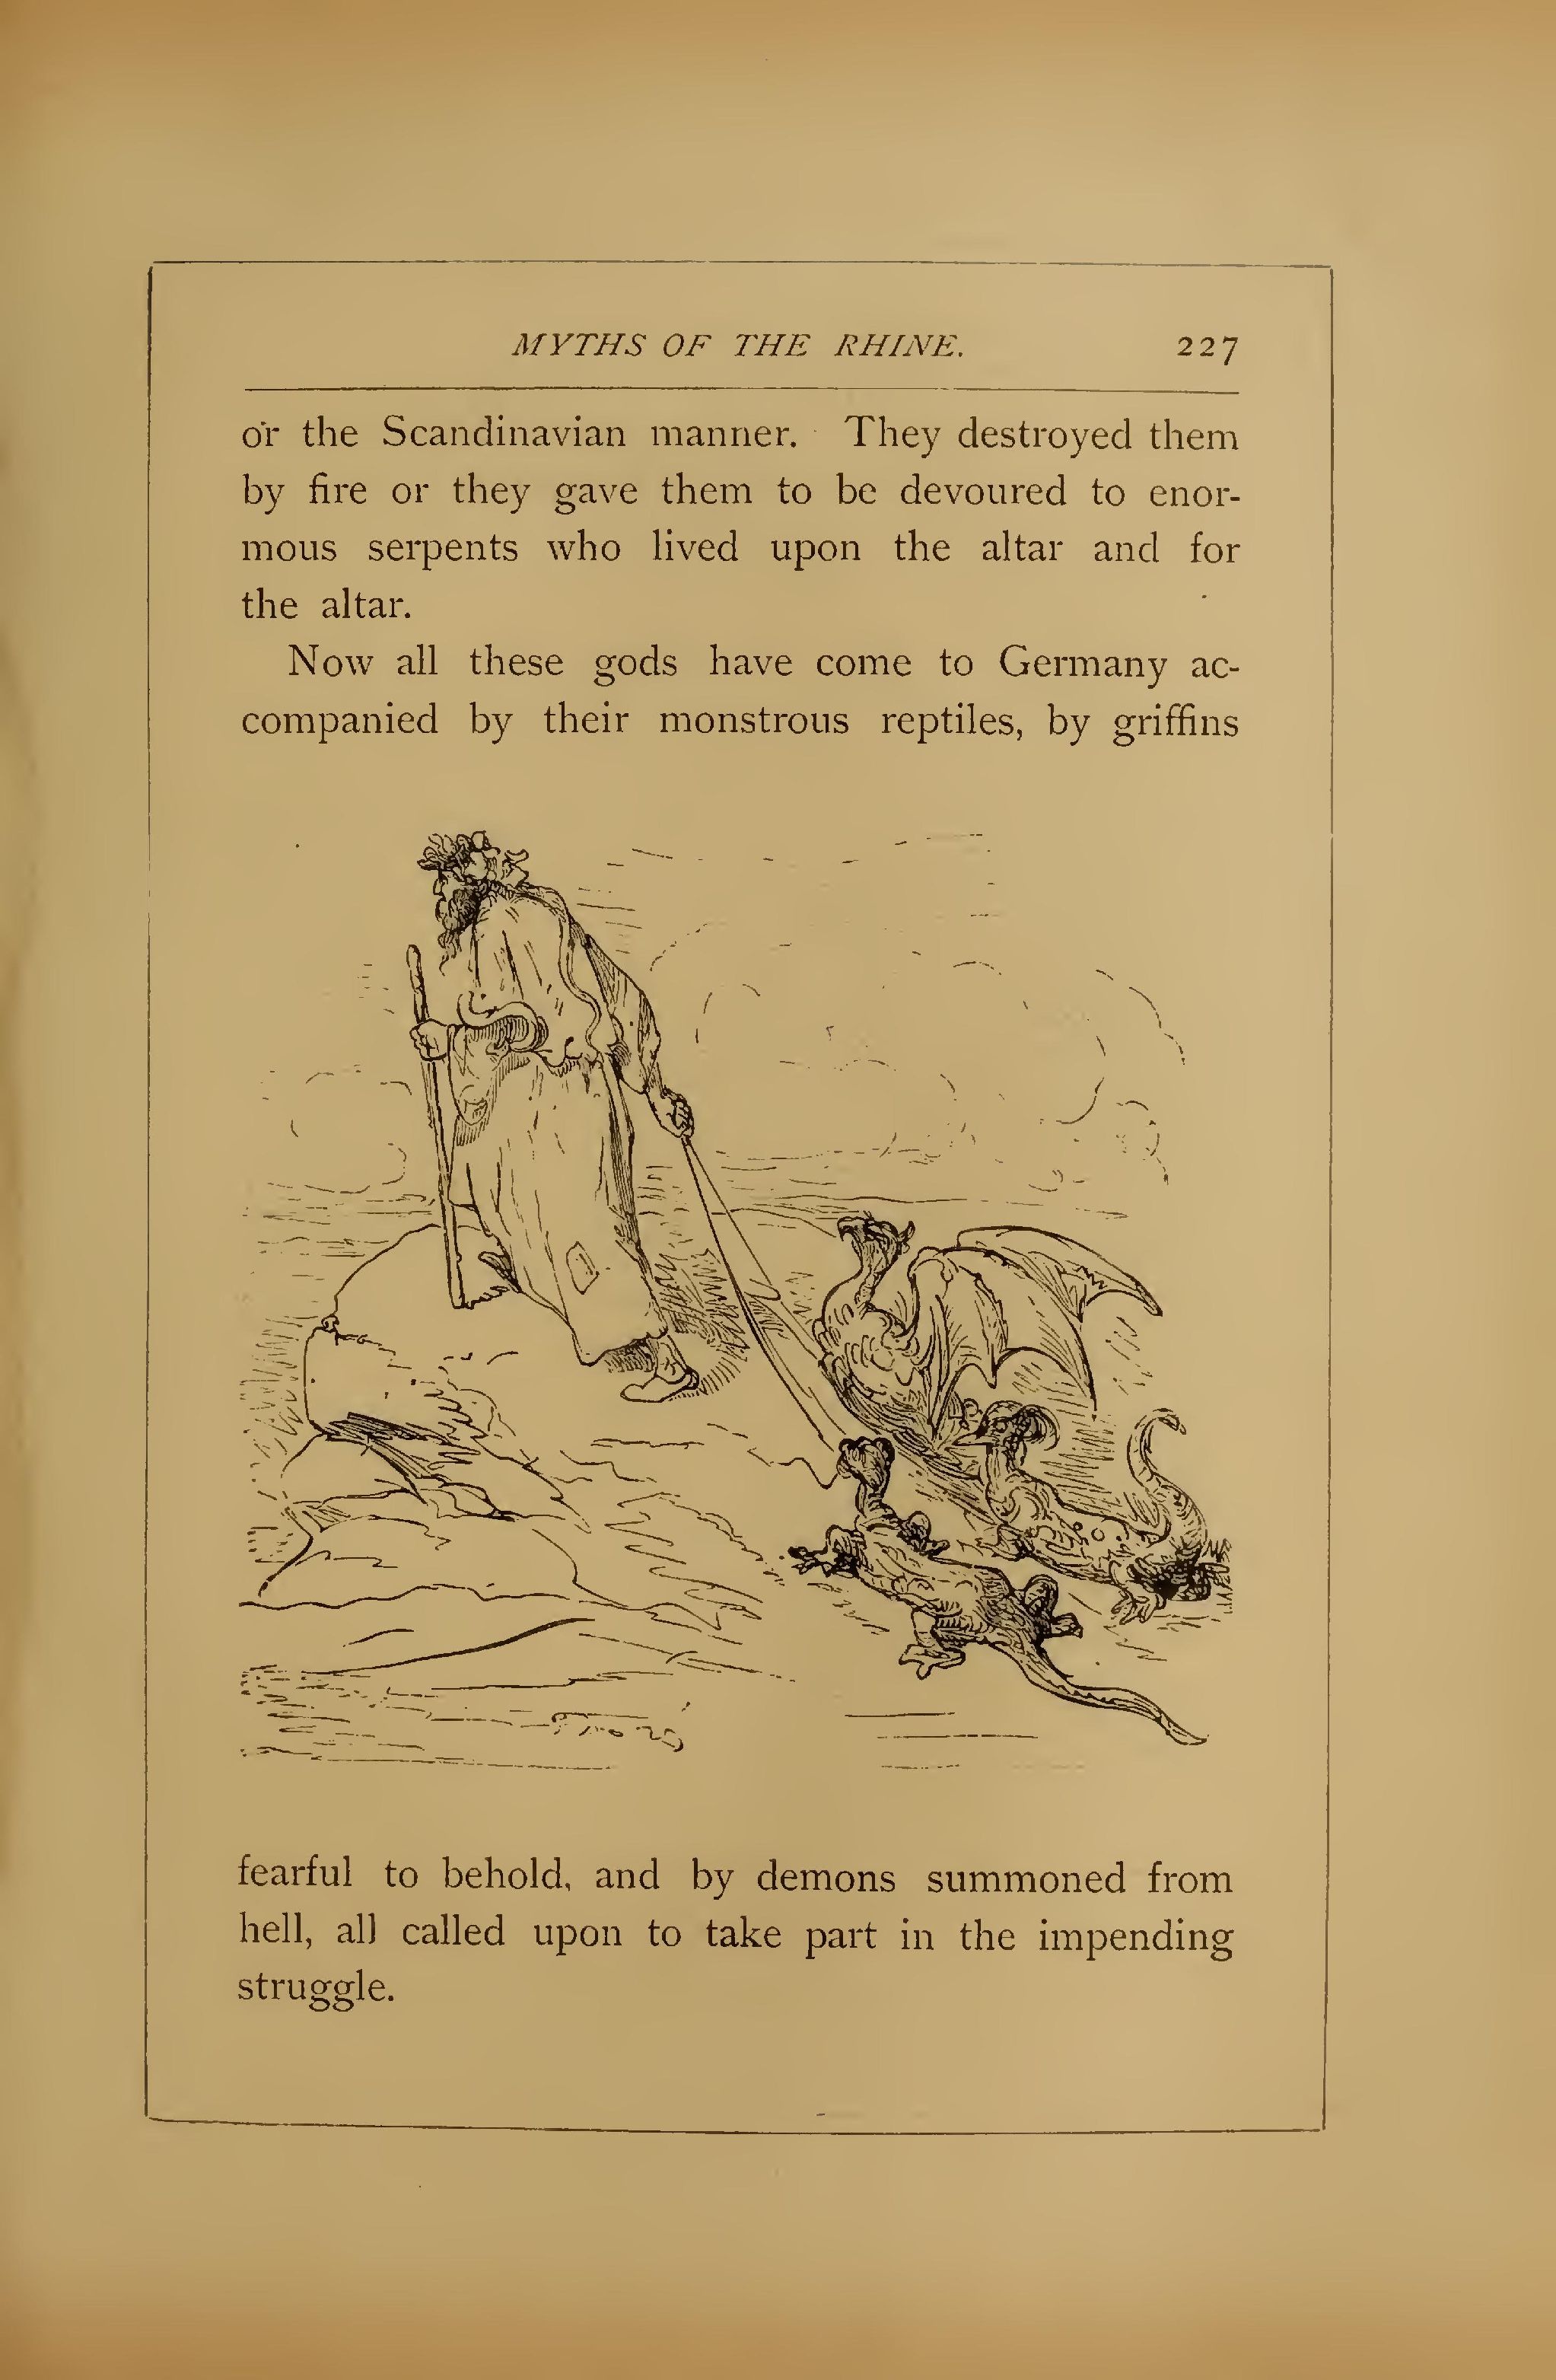 MYTHS OF THE RHINE. 227
or the Scandinavian manner. They destroyed them
by fire or they gave them to be devoured to enor-
mous serpents who lived upon the altar and for
the altar.
Now all these gods have come to Germany ac-
companied by their monstrous reptiles, by griffins
fearful to behold, and by demons summoned from
hell, all called upon to take part in the impending
struggle.